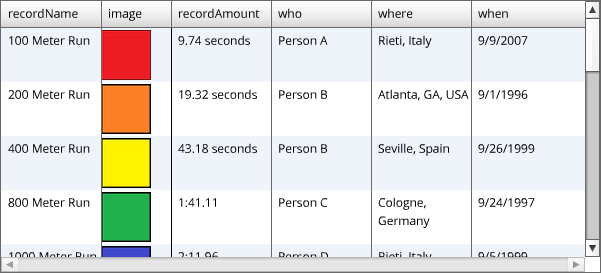 recordName image recordAmount who where when
100 Meter Run 9.74 seconds Person A Rieti, Italy 9/9/2007
200 Meter Run 19.32 seconds Person B Atlanta, GA, USA 9/1/1996
400 Meter Run 43.18 seconds Person B Seville, Spain 9/26/1999
800 Meter Run 1:41.11 Person C Cologne, 9/24/1997
Germany
1000 Meter Run 2:11.96 Person D Rieti, Italy 9/5/1999